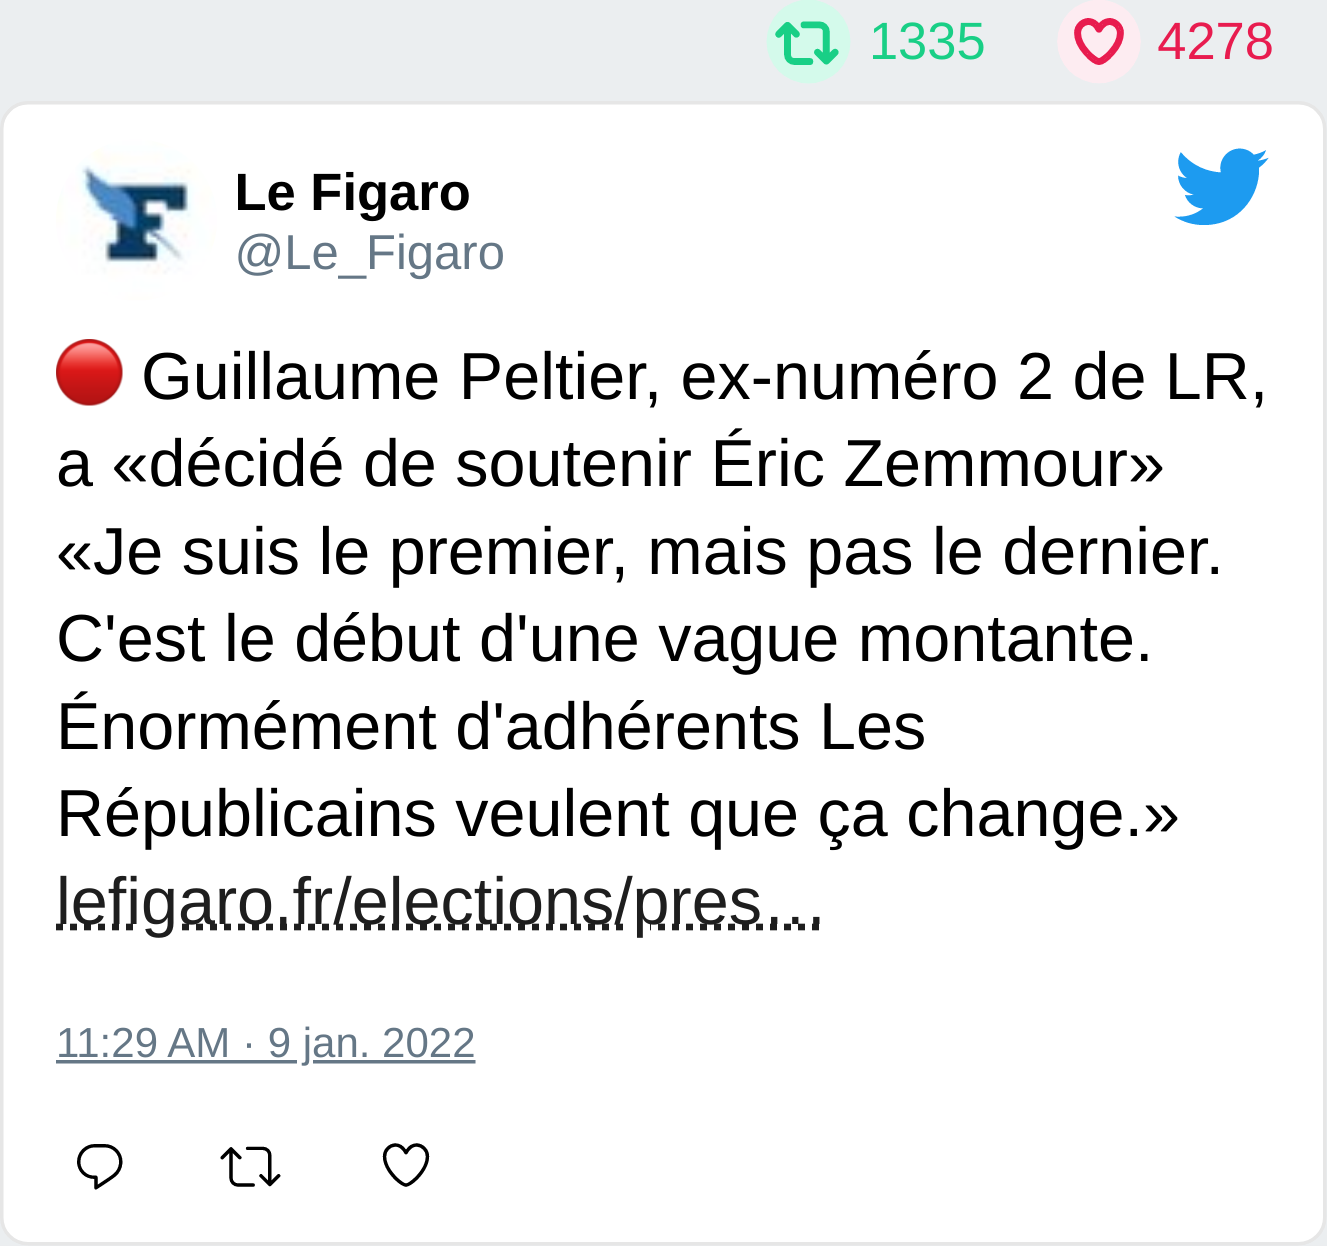 1335 4278
Le Figaro
@Le_Figaro
🔴 Guillaume Peltier, ex-numéro 2 de LR,
a «décidé de soutenir Éric Zemmour»
«Je suis le premier, mais pas le dernier.
C'est le début d'une vague montante.
Énormément d'adhérents Les
Républicains veulent que ça change.»
lefigaro.fr/elections/pres…
11:29 AM · 9 jan. 2022